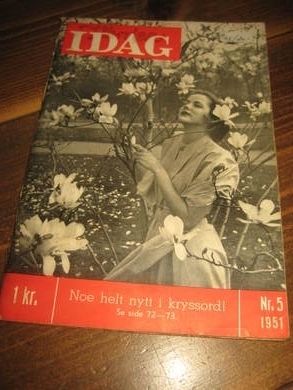 IDAG
1 kr.
Noe helt nytt i kryssord!
Se side 72—73
Nr. 5
1951